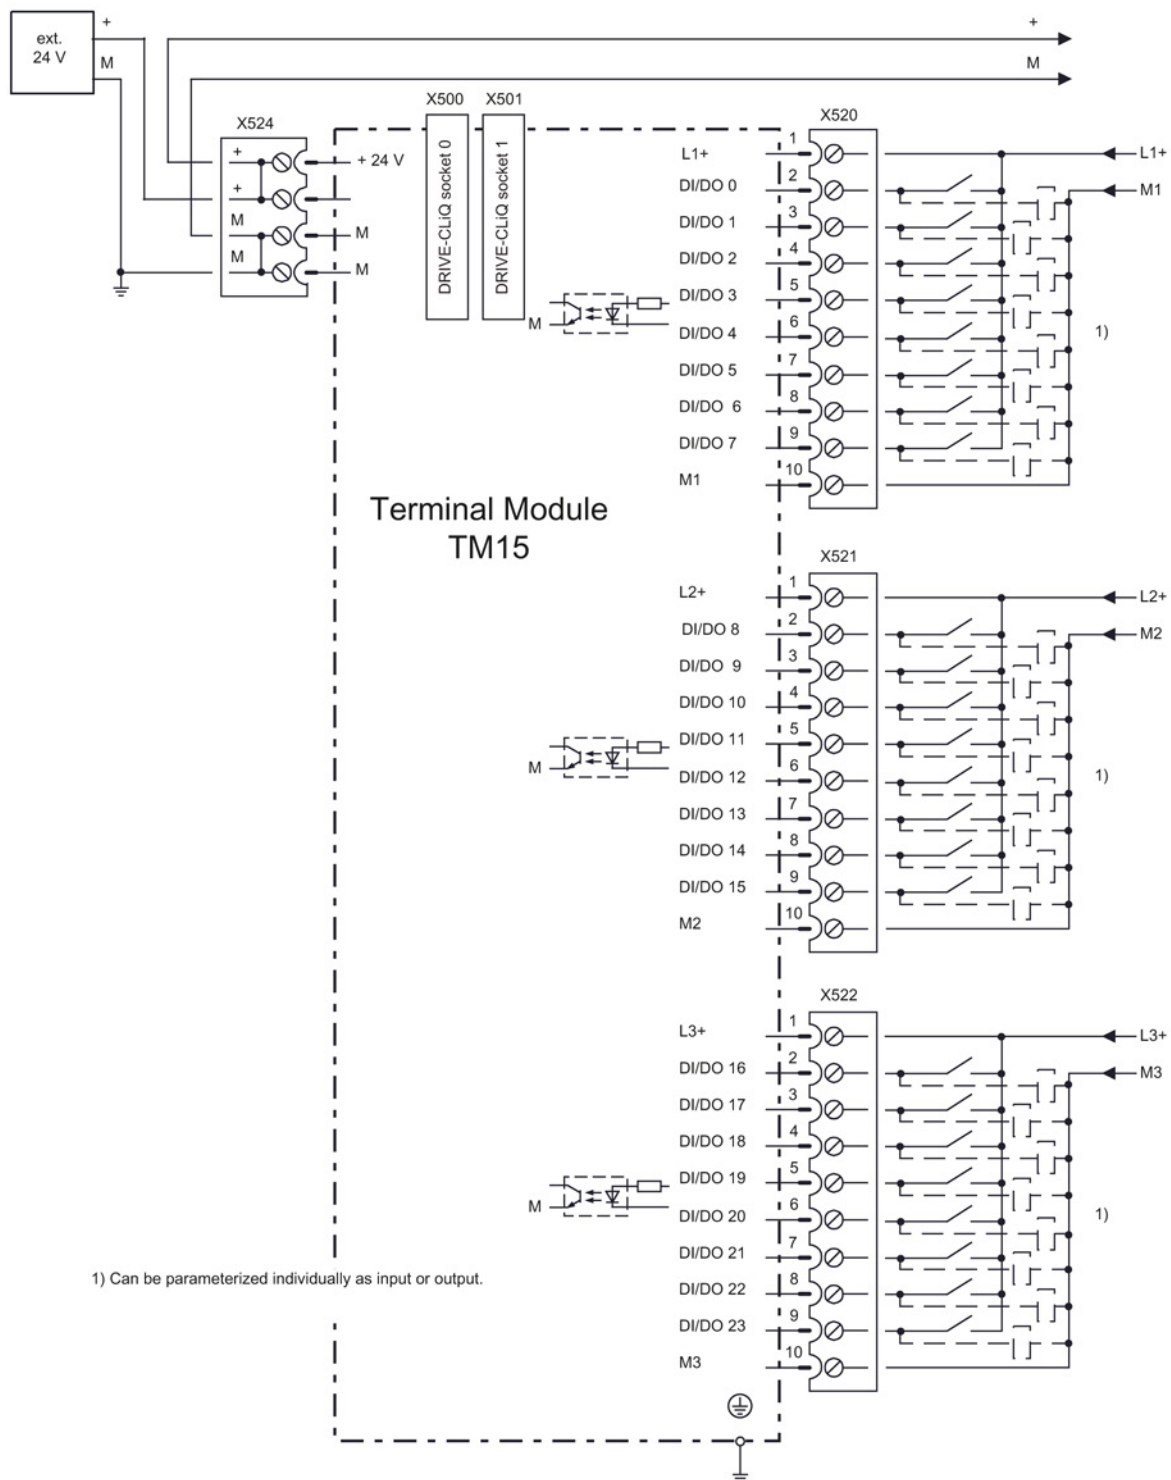 ext.
24 V
+
M
+
M
X524
+
+
M
M
+ 24 V
M
M
X500
X501
DRIVE-CLiQ socket 0
DRIVE-CLiQ socket 1
Terminal Module
TM15
X520
L1+ 1
DI/DO 0 2
DI/DO 1 3
DI/DO 2 4
DI/DO 3 5
DI/DO 4 6
DI/DO 5 7
DI/DO 6 8
DI/DO 7 9
M1 10
M
L1+
M1
1)
X521
L2+ 1
DI/DO 8 2
DI/DO 9 3
DI/DO 10 4
DI/DO 11 5
DI/DO 12 6
DI/DO 13 7
DI/DO 14 8
DI/DO 15 9
M2 10
M
L2+
M2
1)
X522
L3+ 1
DI/DO 16 2
DI/DO 17 3
DI/DO 18 4
DI/DO 19 5
DI/DO 20 6
DI/DO 21 7
DI/DO 22 8
DI/DO 23 9
M3 10
M
L3+
M3
1)
1) Can be parameterized individually as input or output.